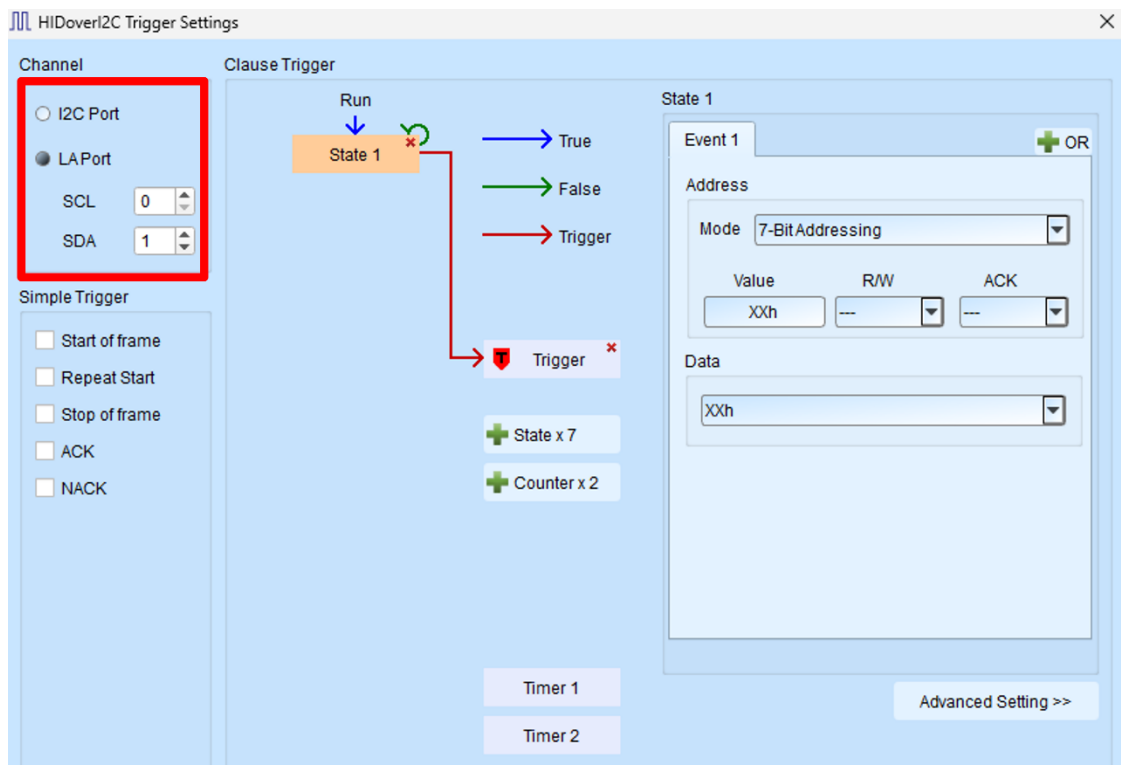 HIDoverI2C Trigger Settings
Channel
I2C Port
LA Port
SCL 0
SDA 1
Simple Trigger
Start of frame
Repeat Start
Stop of frame
ACK
NACK
Clause Trigger
Run
State 1
True
False
Trigger
T Trigger
State x 7
Counter x 2
Timer 1
Timer 2
State 1
Event 1
OR
Address
Mode 7-Bit Addressing
Value R/W ACK
XXh --- ---
Data
XXh
Advanced Setting >>